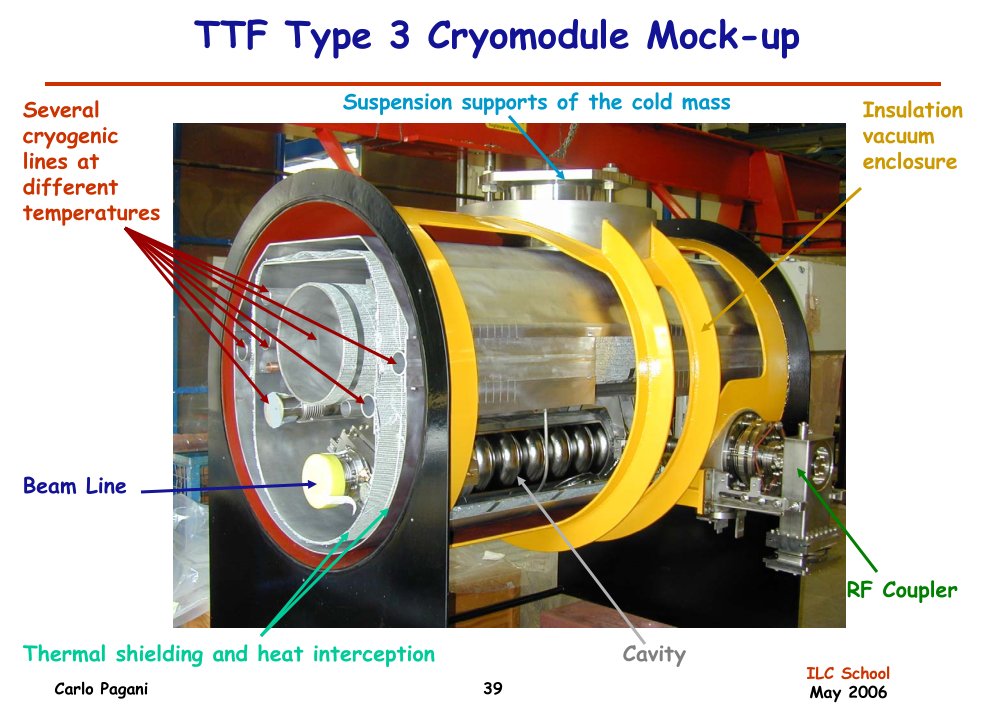 TTF Type 3 Cryomodule Mock-up
Several
cryogenic
lines at
different
temperatures
Suspension supports of the cold mass
Insulation
vacuum
enclosure
Beam Line
RF Coupler
Thermal shielding and heat interception
Cavity
Carlo Pagani
39
ILC School
May 2006